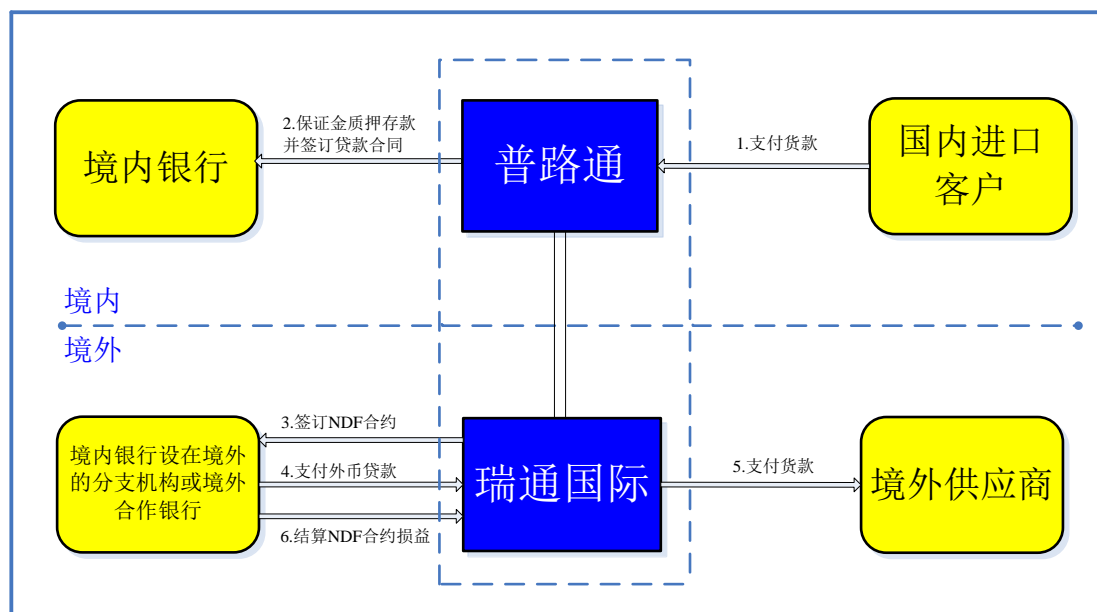 2.保证金质押存款
并签订贷款合同
境内银行
普路通
1.支付货款
国内进口
客户
境内
境外
境内银行设在境外
的分支机构或境外
合作银行
3.签订NDF合约
4.支付外币贷款
6.结算NDF合约损益
瑞通国际
5.支付货款
境外供应商